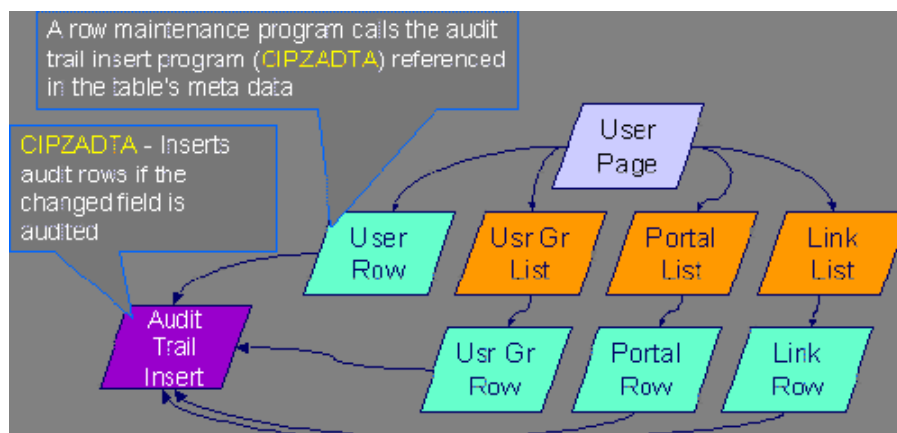 A row maintenance program calls the audit
trail insert program (CIPZADTA) referenced
in the table's meta data
CIPZADTA - Inserts
audit rows if the
changed field is
audited
User
Page
User
Row
Usr Gr
List
Portal
List
Link
List
Audit
Trail
Insert
Usr Gr
Row
Portal
Row
Link
Row